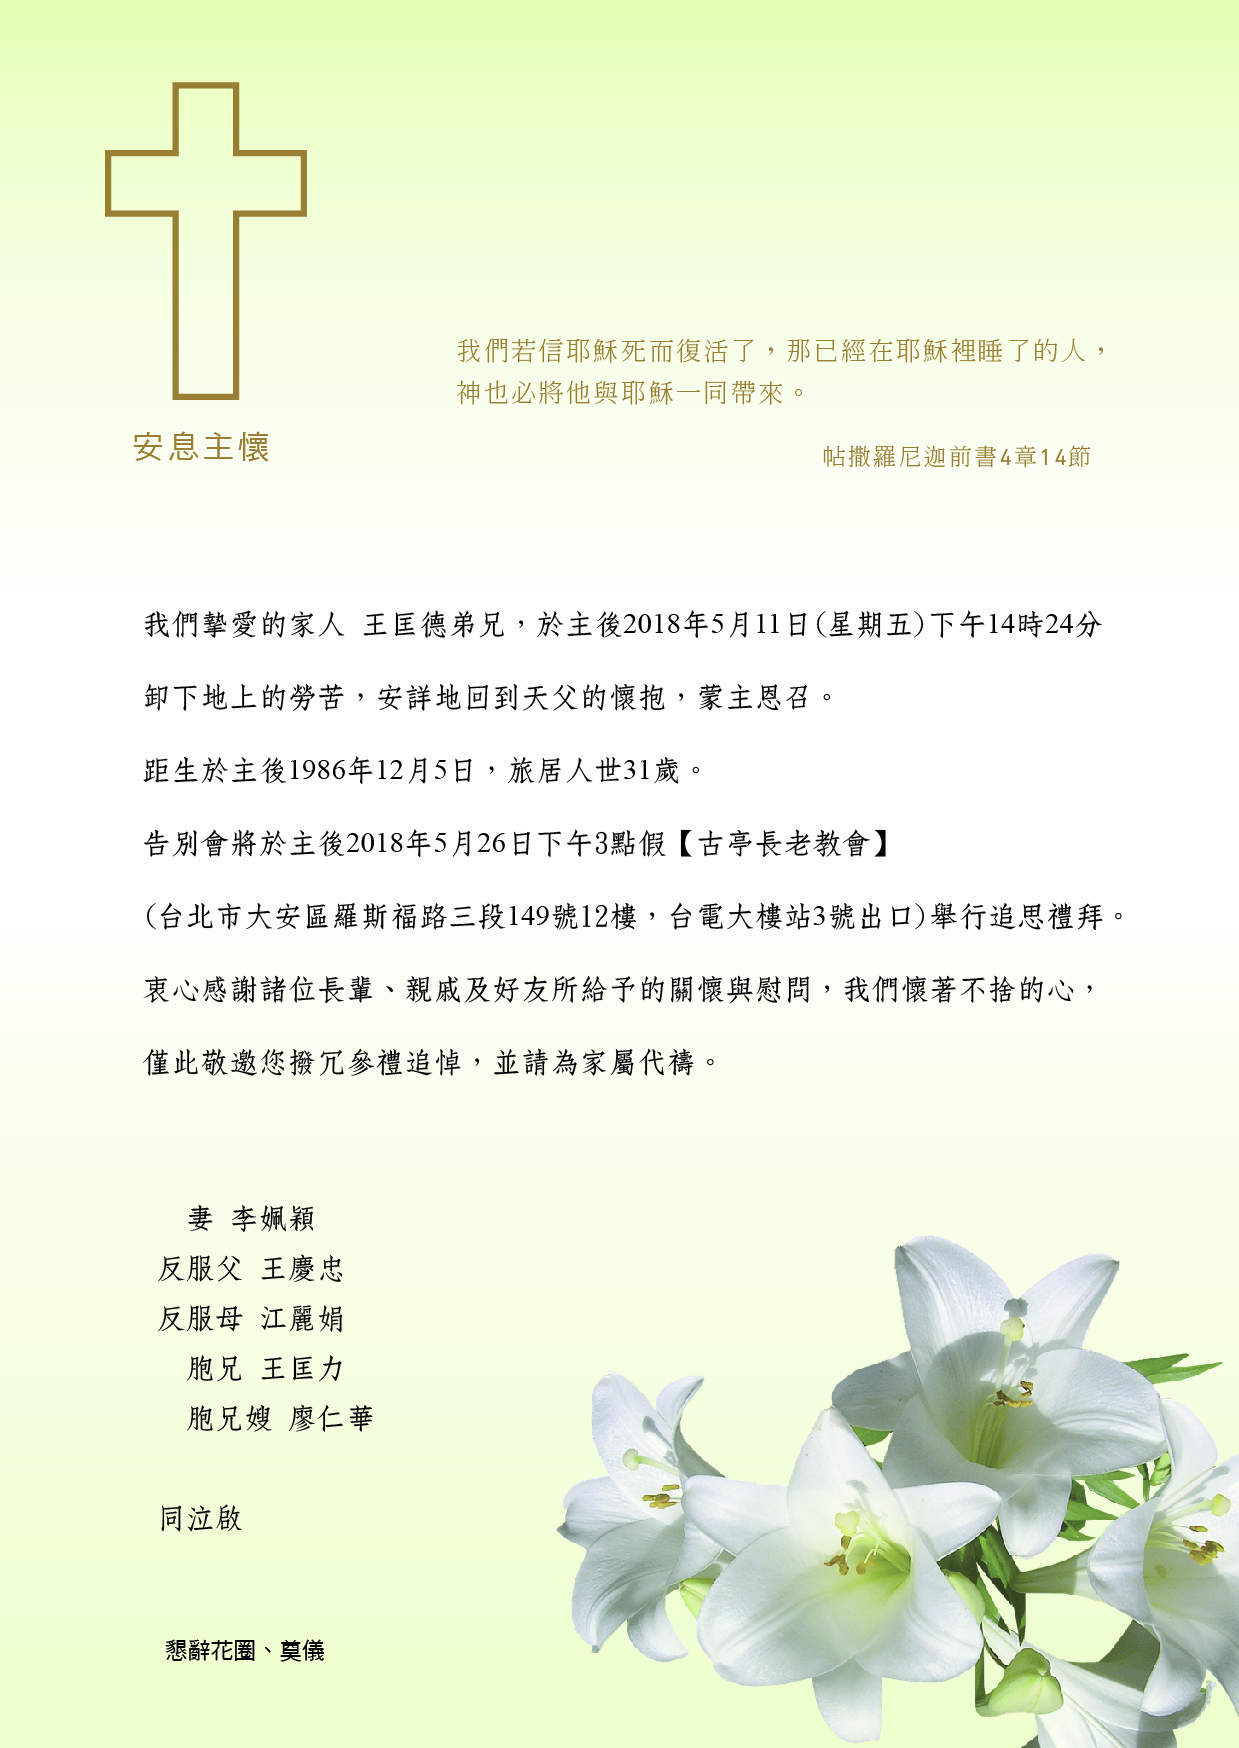 我們若信耶穌死而復活了，那已經在耶穌裡睡了的人，
神也必將他與耶穌一同帶來。
安息主懷
帖撒羅尼迦前書4章14節
我們摯愛的家人 王匡德弟兄，於主後2018年5月11日(星期五)下午14時24分
卸下地上的勞苦，安詳地回到天父的懷抱，蒙主恩召。
距生於主後1986年12月5日，旅居人世31歲。
告別會將於主後2018年5月26日下午3點假【古亭長老教會】
(台北市大安區羅斯福路三段149號12樓，台電大樓站3號出口)舉行追思禮拜。
衷心感謝諸位長輩、親戚及好友所給予的關懷與慰問，我們懷著不捨的心，
僅此敬邀您撥冗參禮追悼，並請為家屬代禱。
妻 李姵穎
反服父 王慶忠
反服母 江麗娟
胞兄 王匡力
胞兄嫂 廖仁華
同泣啟
懇辭花圈、奠儀